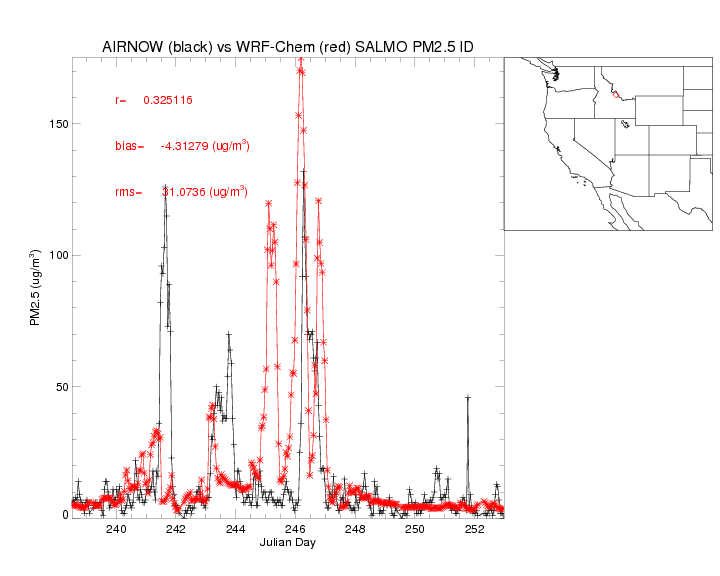 AIRNOW (black) vs WRF-Chem (red) SALMO PM2.5 ID
r= 0.325116
bias= -4.31279 (ug/m³)
rms= 31.0736 (ug/m³)
PM2.5 (ug/m³)
150
100
50
0
240 242 244 246 248 250 252
Julian Day